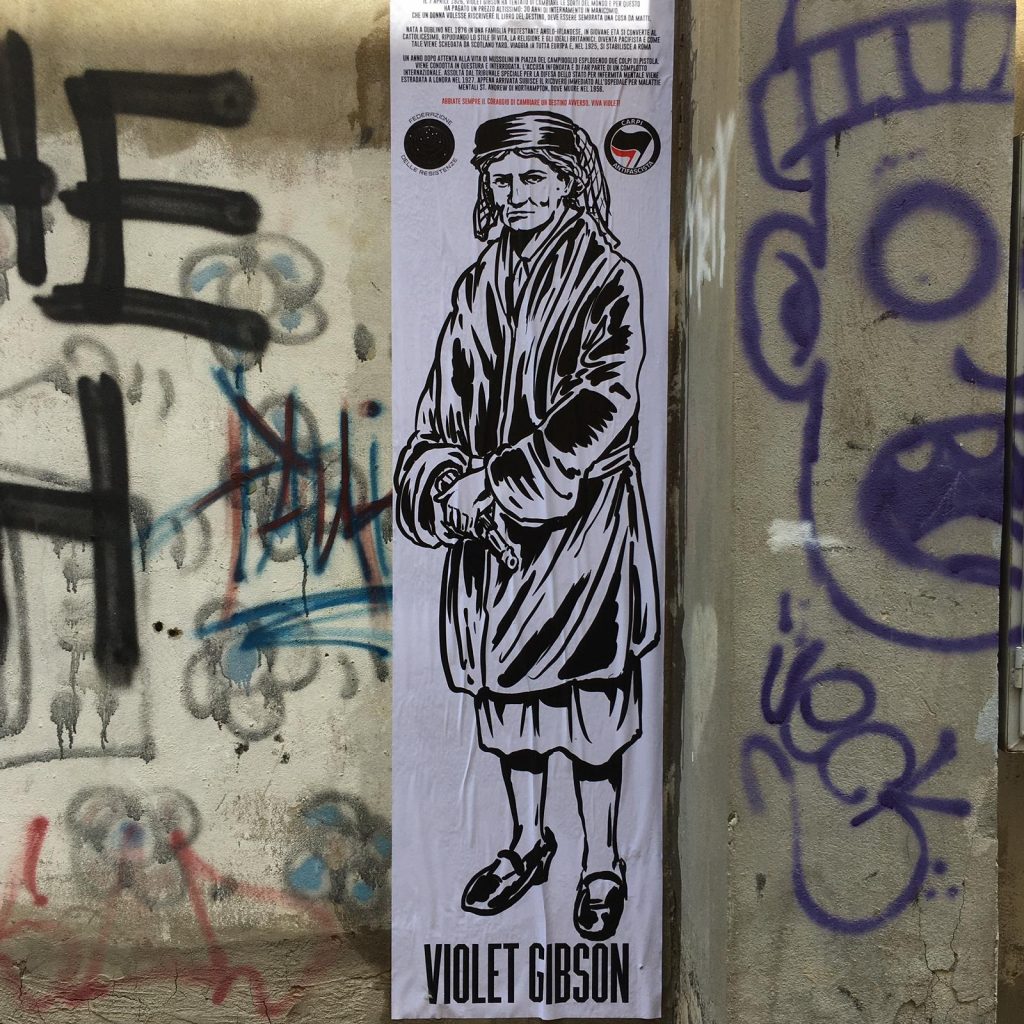 IL 7 APRILE 1926, VIOLET GIBSON HA TENTATO DI CAMBIARE LE SORTI DEL MONDO E PER QUESTO
HA PAGATO UN PREZZO ALTISSIMO: 30 ANNI DI INTERNAMENTO IN MANICOMIO.
CHE UN DONNA VOLESSE RISCRIVERE IL LIBRO DEL DESTINO, DEVE ESSERE SEMBRATA UNA COSA DA MATTI.
NATA A DUBLINO NEL 1876 IN UNA FAMIGLIA PROTESTANTE ANGLO-IRLANDESE, IN GIOVANE ETÀ SI CONVERTE AL
CATTOLICESIMO, RIPUDIANDO LO STILE DI VITA, LA RELIGIONE E GLI IDEALI BRITANNICI. DIVENTA PACIFISTA E COME
TALE VIENE SCHEDATA DA SCOTLAND YARD. VIAGGIA IN TUTTA EUROPA E, NEL 1925, SI STABILISCE A ROMA
UN ANNO DOPO ATTENTA ALLA VITA DI MUSSOLINI IN PIAZZA DEL CAMPIDOGLIO ESPLODENDO DUE COLPI DI PISTOLA.
VIENE CONDOTTA IN QUESTURA E INTERROGATA. L'ACCUSA INFONDATA È DI FAR PARTE DI UN COMPLOTTO
INTERNAZIONALE. ASSOLTA DAL TRIBUNALE SPECIALE PER LA DIFESA DELLO STATO PER INFERMITÀ MENTALE VIENE
ESTRADATA A LONDRA NEL 1927. APPENA ARRIVATA SUBISCE IL RICOVERO IMMEDIATO ALL'OSPEDALE PER MALATTIE
MENTALI ST. ANDREW DI NORTHAMPTON, DOVE MUORE NEL 1956.
ABBIATE SEMPRE IL CORAGGIO DI CAMBIARE UN DESTINO AVVERSO. VIVA VIOLET!
FEDERAZIONE
DELLE RESISTENZE
CARPI
ANTIFASCISTA
VIOLET GIBSON